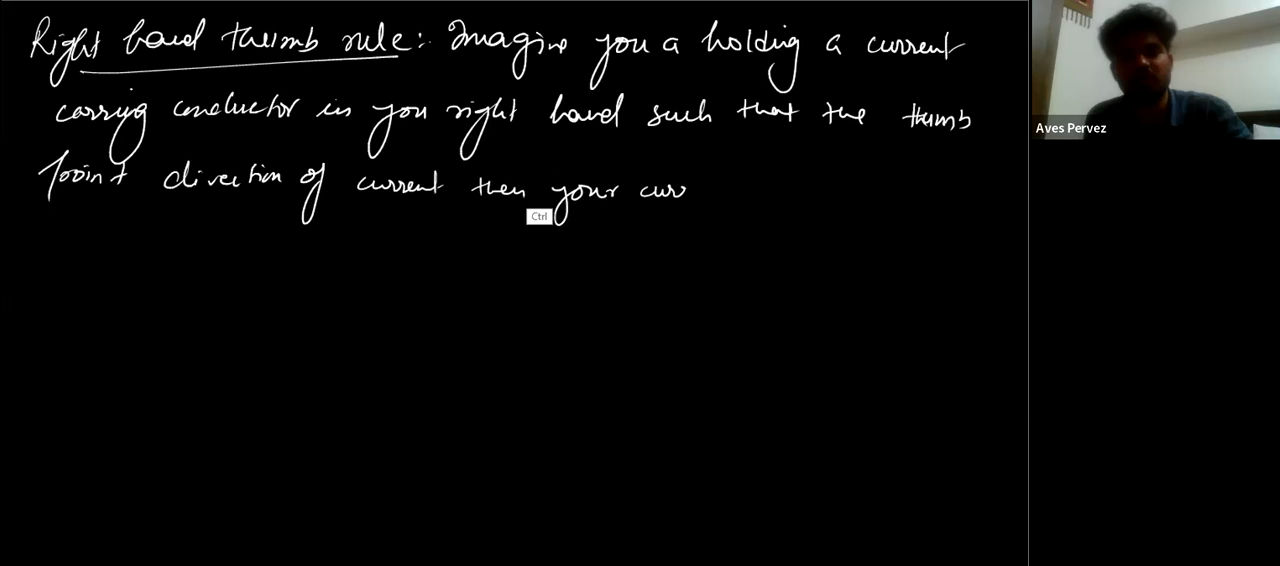 Right hand thumb rule: Imagine you a holding a current
carrying conductor in you right hand such that the thumb
point direction of current then your cur
Ctrl
Aves Pervez